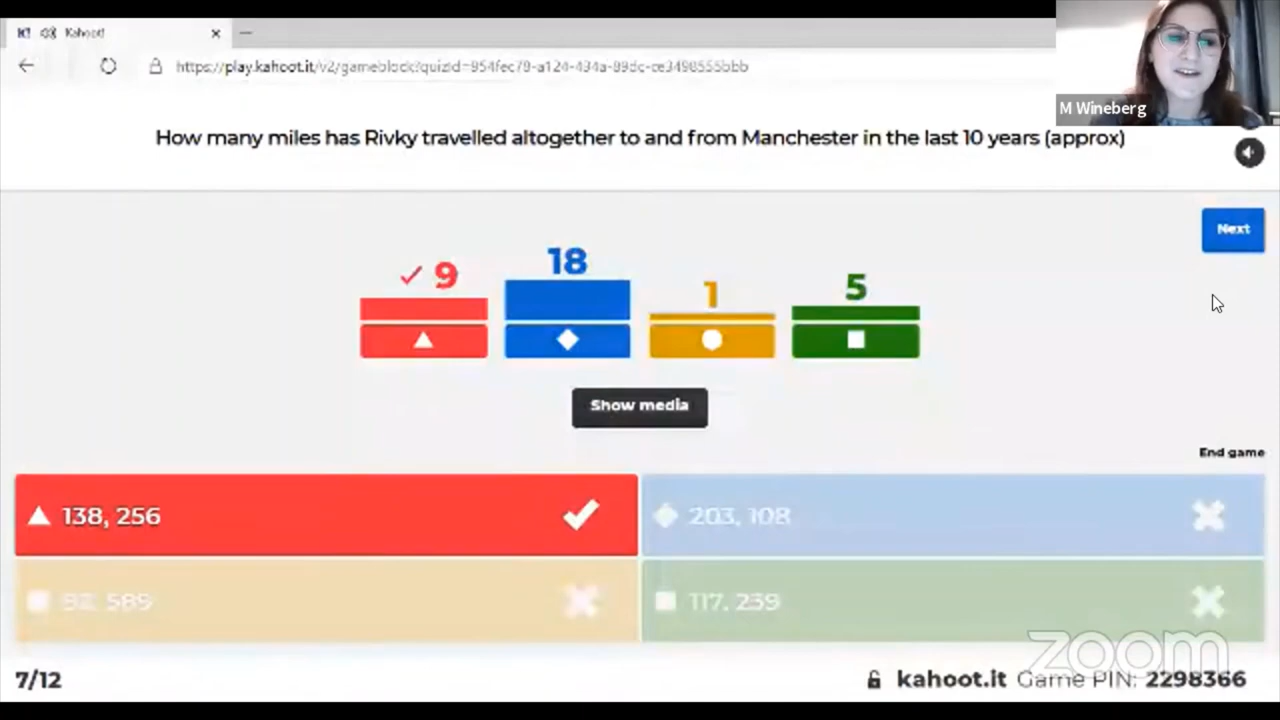 Kahoot!
https://play.kahoot.it/v2/gameblock?quizId=954fec79-a124-434a-89dc-ce3498555bbb
M Wineberg
How many miles has Rivky travelled altogether to and from Manchester in the last 10 years (approx)
Next
9
18
1
5
Show media
End game
138, 256
203, 108
117, 239
zoom
7/12
kahoot.it Game PIN: 2298366